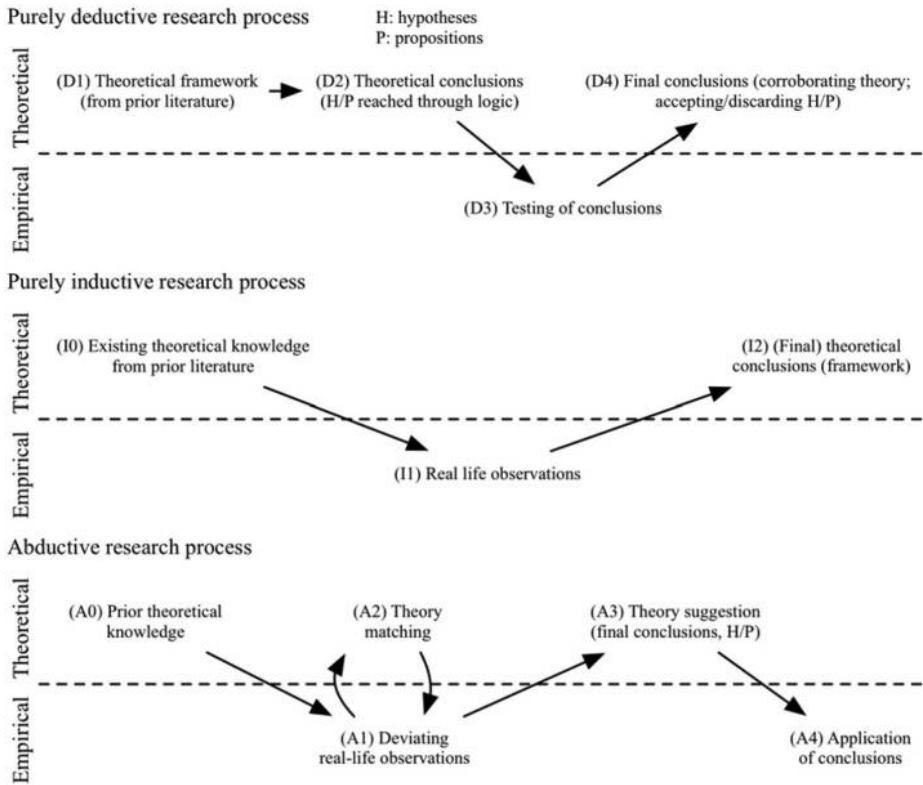 Purely deductive research process
H: hypotheses
P: propositions
Theoretical
(D1) Theoretical framework
(from prior literature)
(D2) Theoretical conclusions
(H/P reached through logic)
(D4) Final conclusions (corroborating theory;
accepting/discarding H/P)
Empirical
(D3) Testing of conclusions
Purely inductive research process
Theoretical
(I0) Existing theoretical knowledge
from prior literature
(I2) (Final) theoretical
conclusions (framework)
Empirical
(I1) Real life observations
Abductive research process
Theoretical
(A0) Prior theoretical
knowledge
(A2) Theory
matching
(A3) Theory suggestion
(final conclusions, H/P)
Empirical
(A1) Deviating
real-life observations
(A4) Application
of conclusions